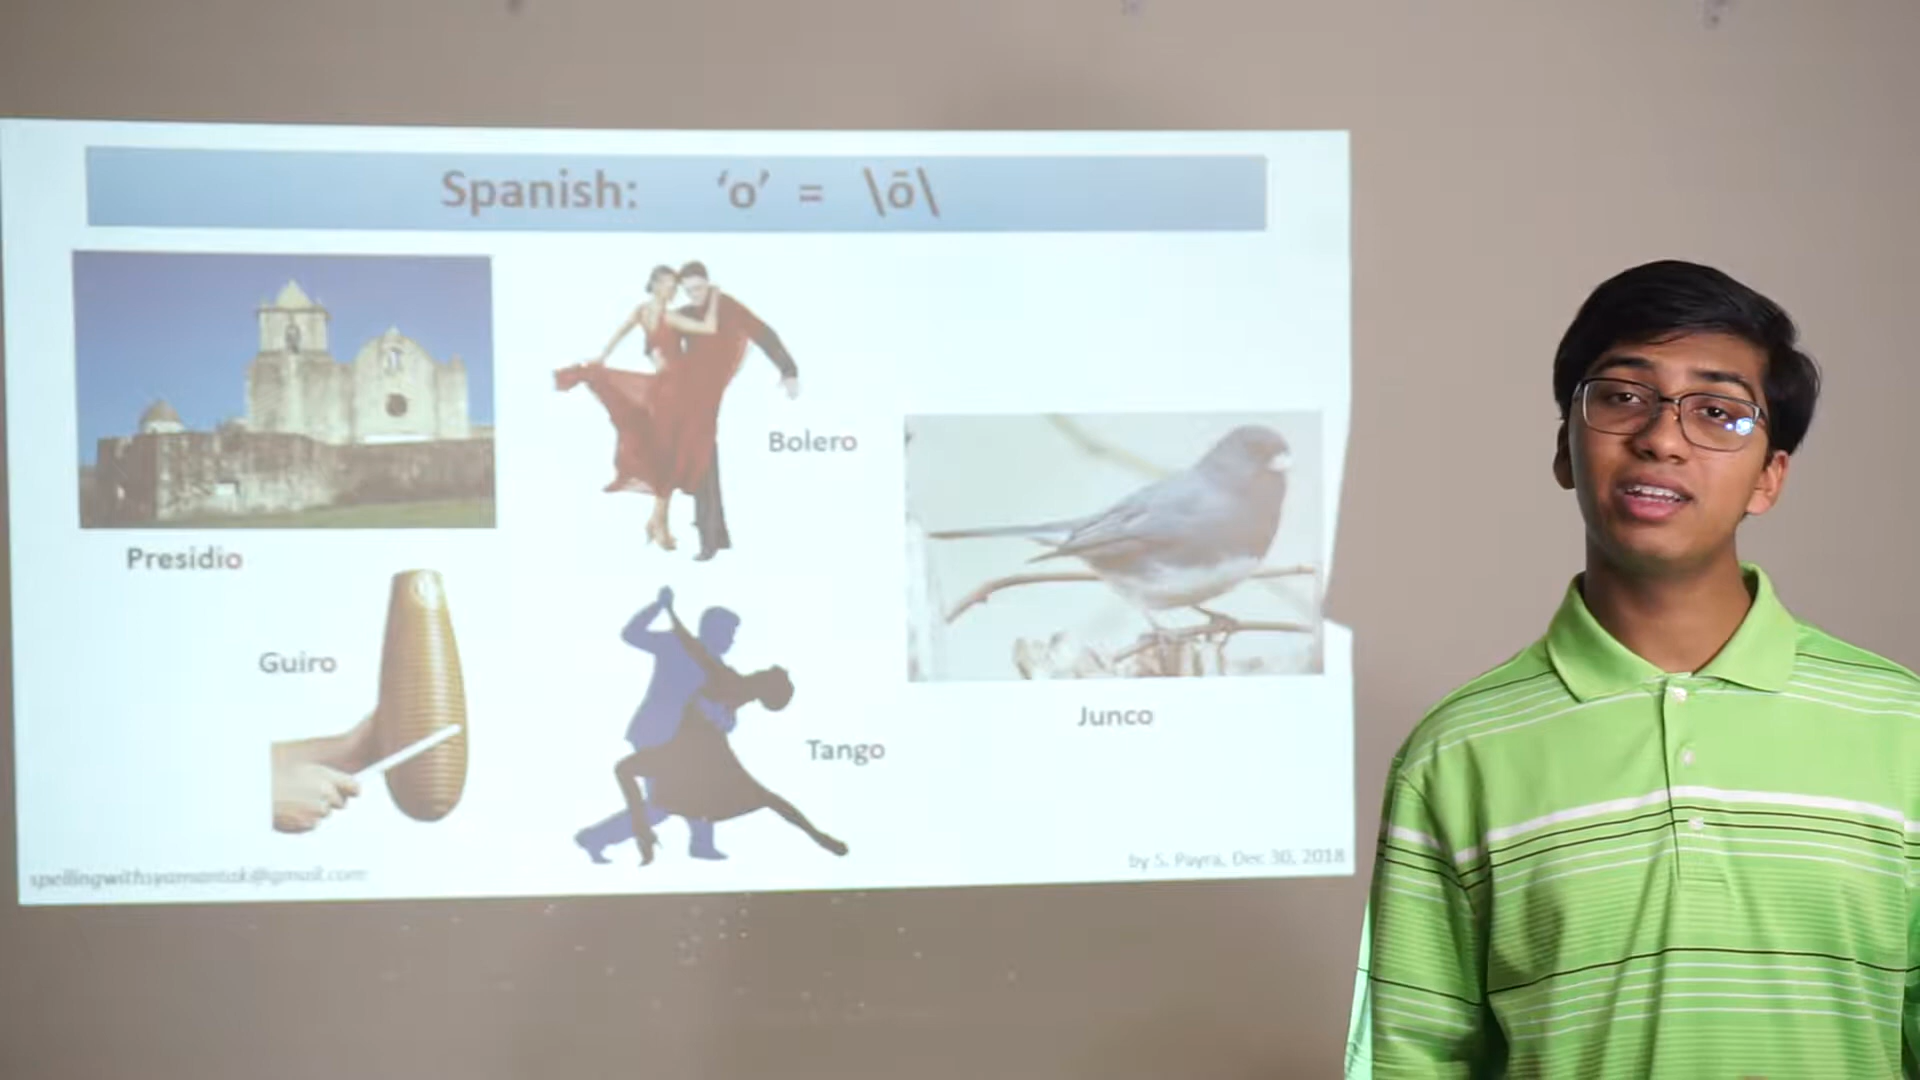 Spanish: ‘o’ = \ō\
Presidio
Bolero
Guiro
Tango
Junco
spellingwithsyamantak@gmail.com
by S. Payra, Dec 30, 2018